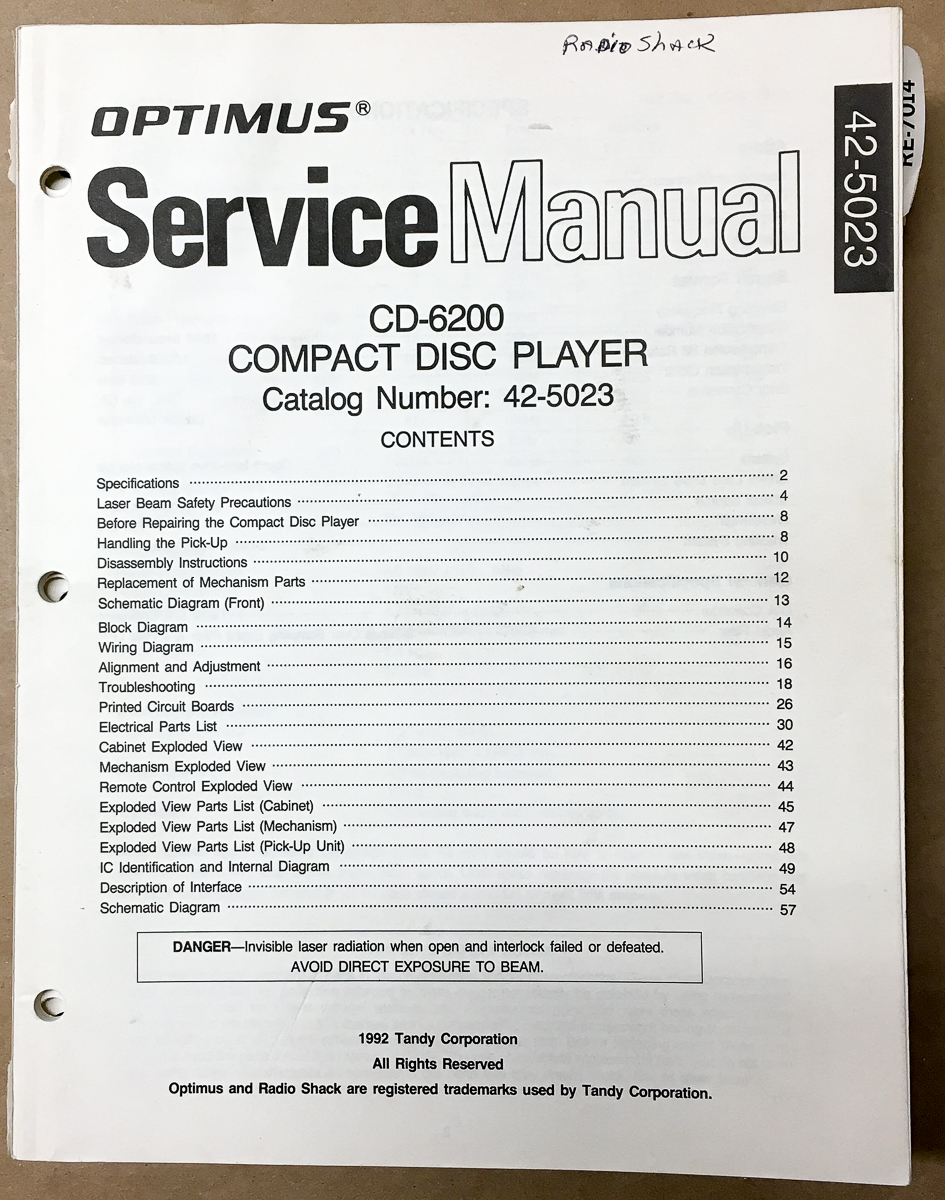 RadioShack
OPTIMUS®
Service Manual
42-5023
RE-7014
CD-6200
COMPACT DISC PLAYER
Catalog Number: 42-5023
CONTENTS
Specifications 2
Laser Beam Safety Precautions 4
Before Repairing the Compact Disc Player 8
Handling the Pick-Up 8
Disassembly Instructions 10
Replacement of Mechanism Parts 12
Schematic Diagram (Front) 13
Block Diagram 14
Wiring Diagram 15
Alignment and Adjustment 16
Troubleshooting 18
Printed Circuit Boards 26
Electrical Parts List 30
Cabinet Exploded View 42
Mechanism Exploded View 43
Remote Control Exploded View 44
Exploded View Parts List (Cabinet) 45
Exploded View Parts List (Mechanism) 47
Exploded View Parts List (Pick-Up Unit) 48
IC Identification and Internal Diagram 49
Description of Interface 54
Schematic Diagram 57
DANGER—Invisible laser radiation when open and interlock failed or defeated.
AVOID DIRECT EXPOSURE TO BEAM.
1992 Tandy Corporation
All Rights Reserved
Optimus and Radio Shack are registered trademarks used by Tandy Corporation.